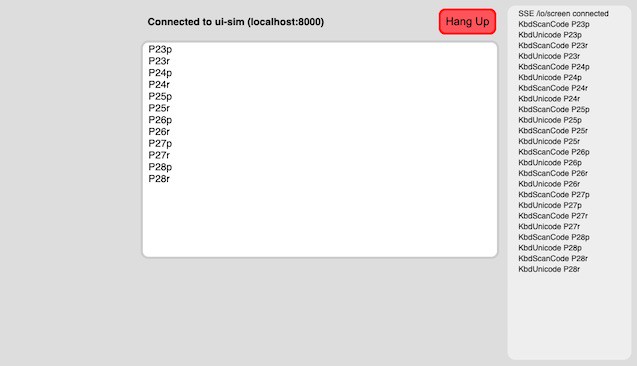 Connected to ui-sim (localhost:8000)
Hang Up
P23p
P23r
P24p
P24r
P25p
P25r
P26p
P26r
P27p
P27r
P28p
P28r
SSE /io/screen connected
KbdScanCode P23p
KbdUnicode P23p
KbdScanCode P23r
KbdUnicode P23r
KbdScanCode P24p
KbdUnicode P24p
KbdScanCode P24r
KbdUnicode P24r
KbdScanCode P25p
KbdUnicode P25p
KbdScanCode P25r
KbdUnicode P25r
KbdScanCode P26p
KbdUnicode P26p
KbdScanCode P26r
KbdUnicode P26r
KbdScanCode P27p
KbdUnicode P27p
KbdScanCode P27r
KbdUnicode P27r
KbdScanCode P28p
KbdUnicode P28p
KbdScanCode P28r
KbdUnicode P28r